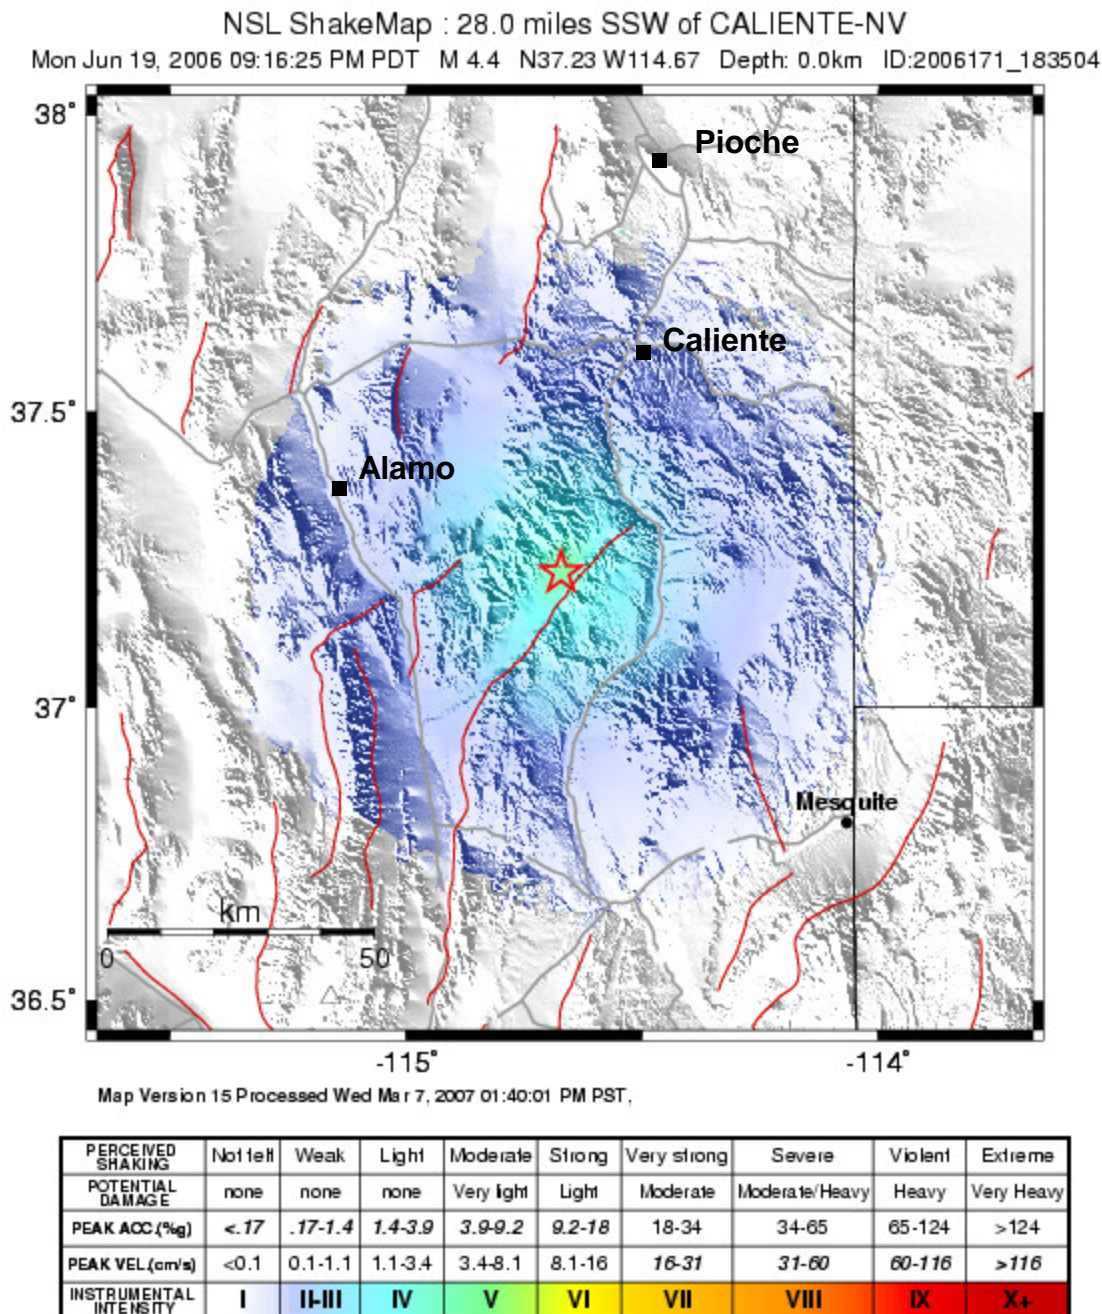 NSL ShakeMap : 28.0 miles SSW of CALIENTE-NV
Mon Jun 19, 2006 09:16:25 PM PDT M 4.4 N37.23 W114.67 Depth: 0.0km ID:2006171_183504
38°
Pioche
Caliente
37.5°
Alamo
37°
Mesquite
km
0 50
36.5°
-115° -114°
Map Version 15 Processed Wed Mar 7, 2007 01:40:01 PM PST,
PERCEIVED SHAKING Not felt Weak Light Moderate Strong Very strong Severe Violent Extreme
POTENTIAL DAMAGE none none none Very light Light Moderate Moderate/Heavy Heavy Very Heavy
PEAK ACC.(%g) <.17 .17-1.4 1.4-3.9 3.9-9.2 9.2-18 18-34 34-65 65-124 >124
PEAK VEL.(cm/s) <0.1 0.1-1.1 1.1-3.4 3.4-8.1 8.1-16 16-31 31-60 60-116 >116
INSTRUMENTAL INTENSITY I II-III IV V VI VII VIII IX X+